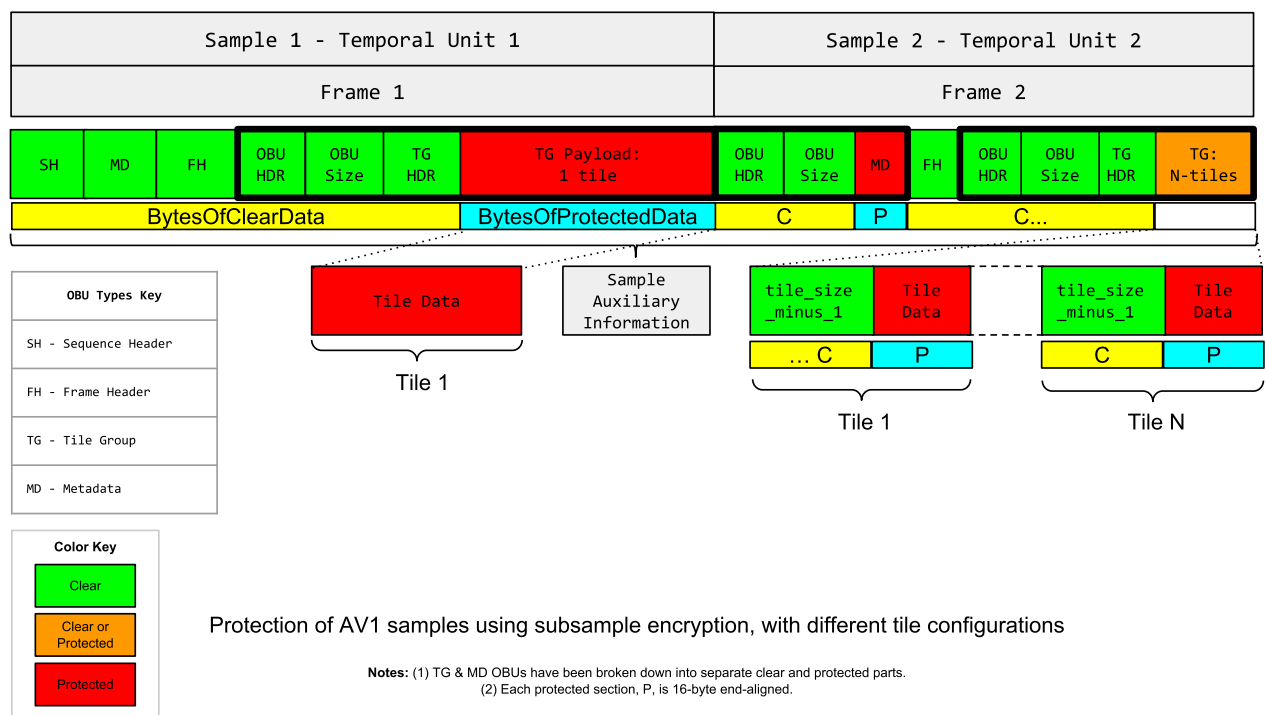 Sample 1 - Temporal Unit 1
Sample 2 - Temporal Unit 2
Frame 1
Frame 2
SH
MD
FH
OBU
HDR
OBU
Size
TG
HDR
TG Payload:
1 tile
OBU
HDR
OBU
Size
MD
FH
OBU
HDR
OBU
Size
TG
HDR
TG:
N-tiles
BytesOfClearData
BytesOfProtectedData
C
P
C...
Tile Data
Tile 1
Sample
Auxiliary
Information
tile_size
_minus_1
Tile
Data
tile_size
_minus_1
Tile
Data
... C
P
C
P
Tile 1
Tile N
OBU Types Key
SH - Sequence Header
FH - Frame Header
TG - Tile Group
MD - Metadata
Color Key
Clear
Clear or
Protected
Protected
Protection of AV1 samples using subsample encryption, with different tile configurations
Notes: (1) TG & MD OBUs have been broken down into separate clear and protected parts.
(2) Each protected section, P, is 16-byte end-aligned.